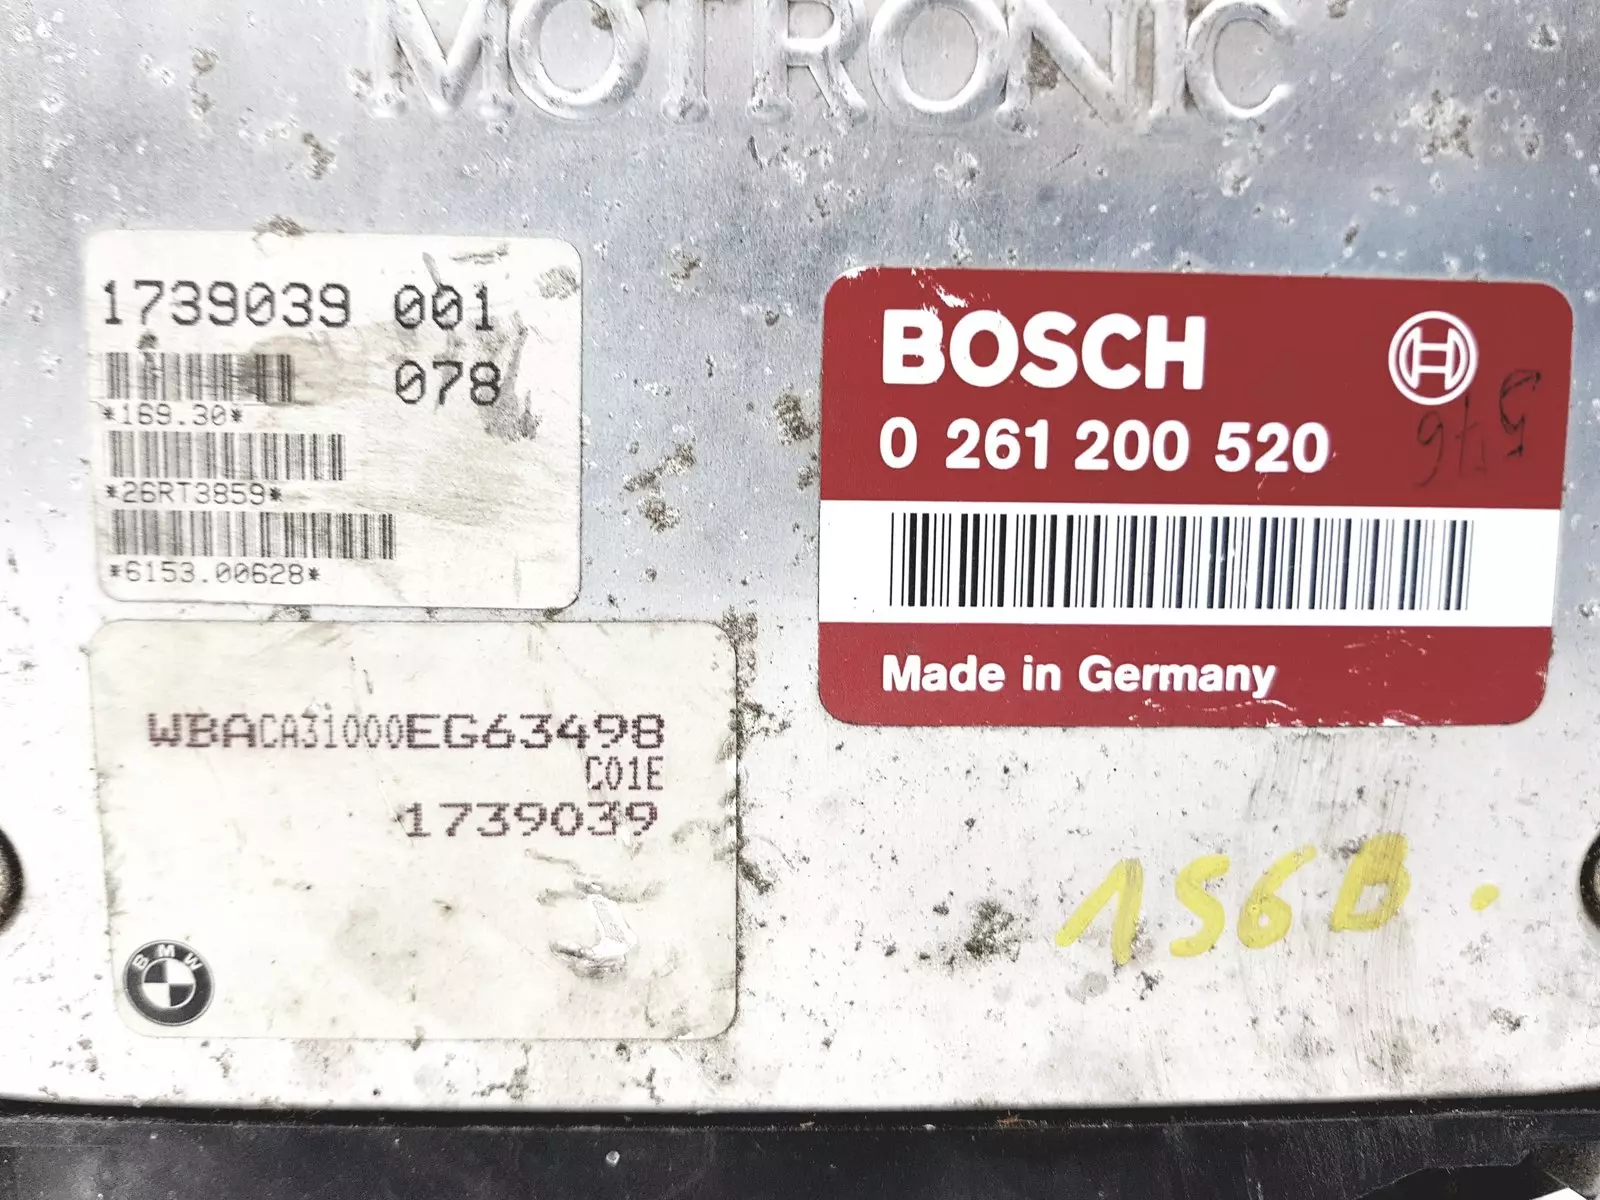 MOTRONIC
1739039 001
078
*169.30*
*26RT3859*
*6153.00628*
BOSCH
0 261 200 520
Made in Germany
WBACA31000EG63498
C01E
1739039
BMW
1S6B.